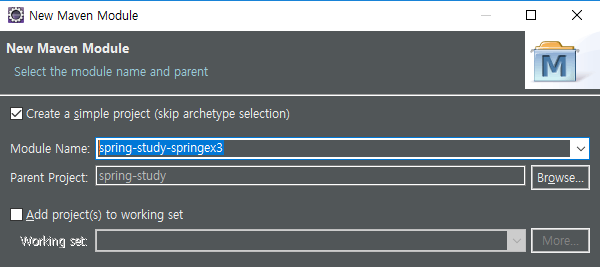 New Maven Module
New Maven Module
Select the module name and parent
M
Create a simple project (skip archetype selection)
Module Name: spring-study-springex3
Parent Project: spring-study Browse...
Add project(s) to working set
Working set: More...